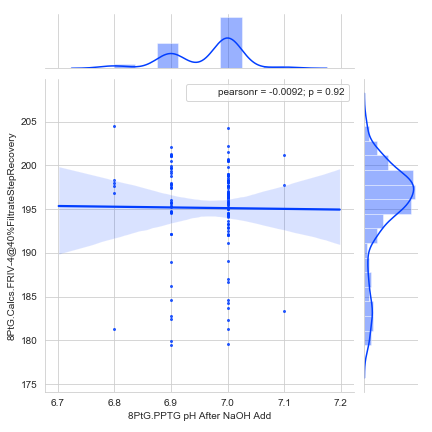 pearsonr = -0.0092; p = 0.92
8PtG.Calcs.FRIV-4@40%FiltrateStepRecovery
205
200
195
190
185
180
175
6.7 6.8 6.9 7.0 7.1 7.2
8PtG.PPTG pH After NaOH Add